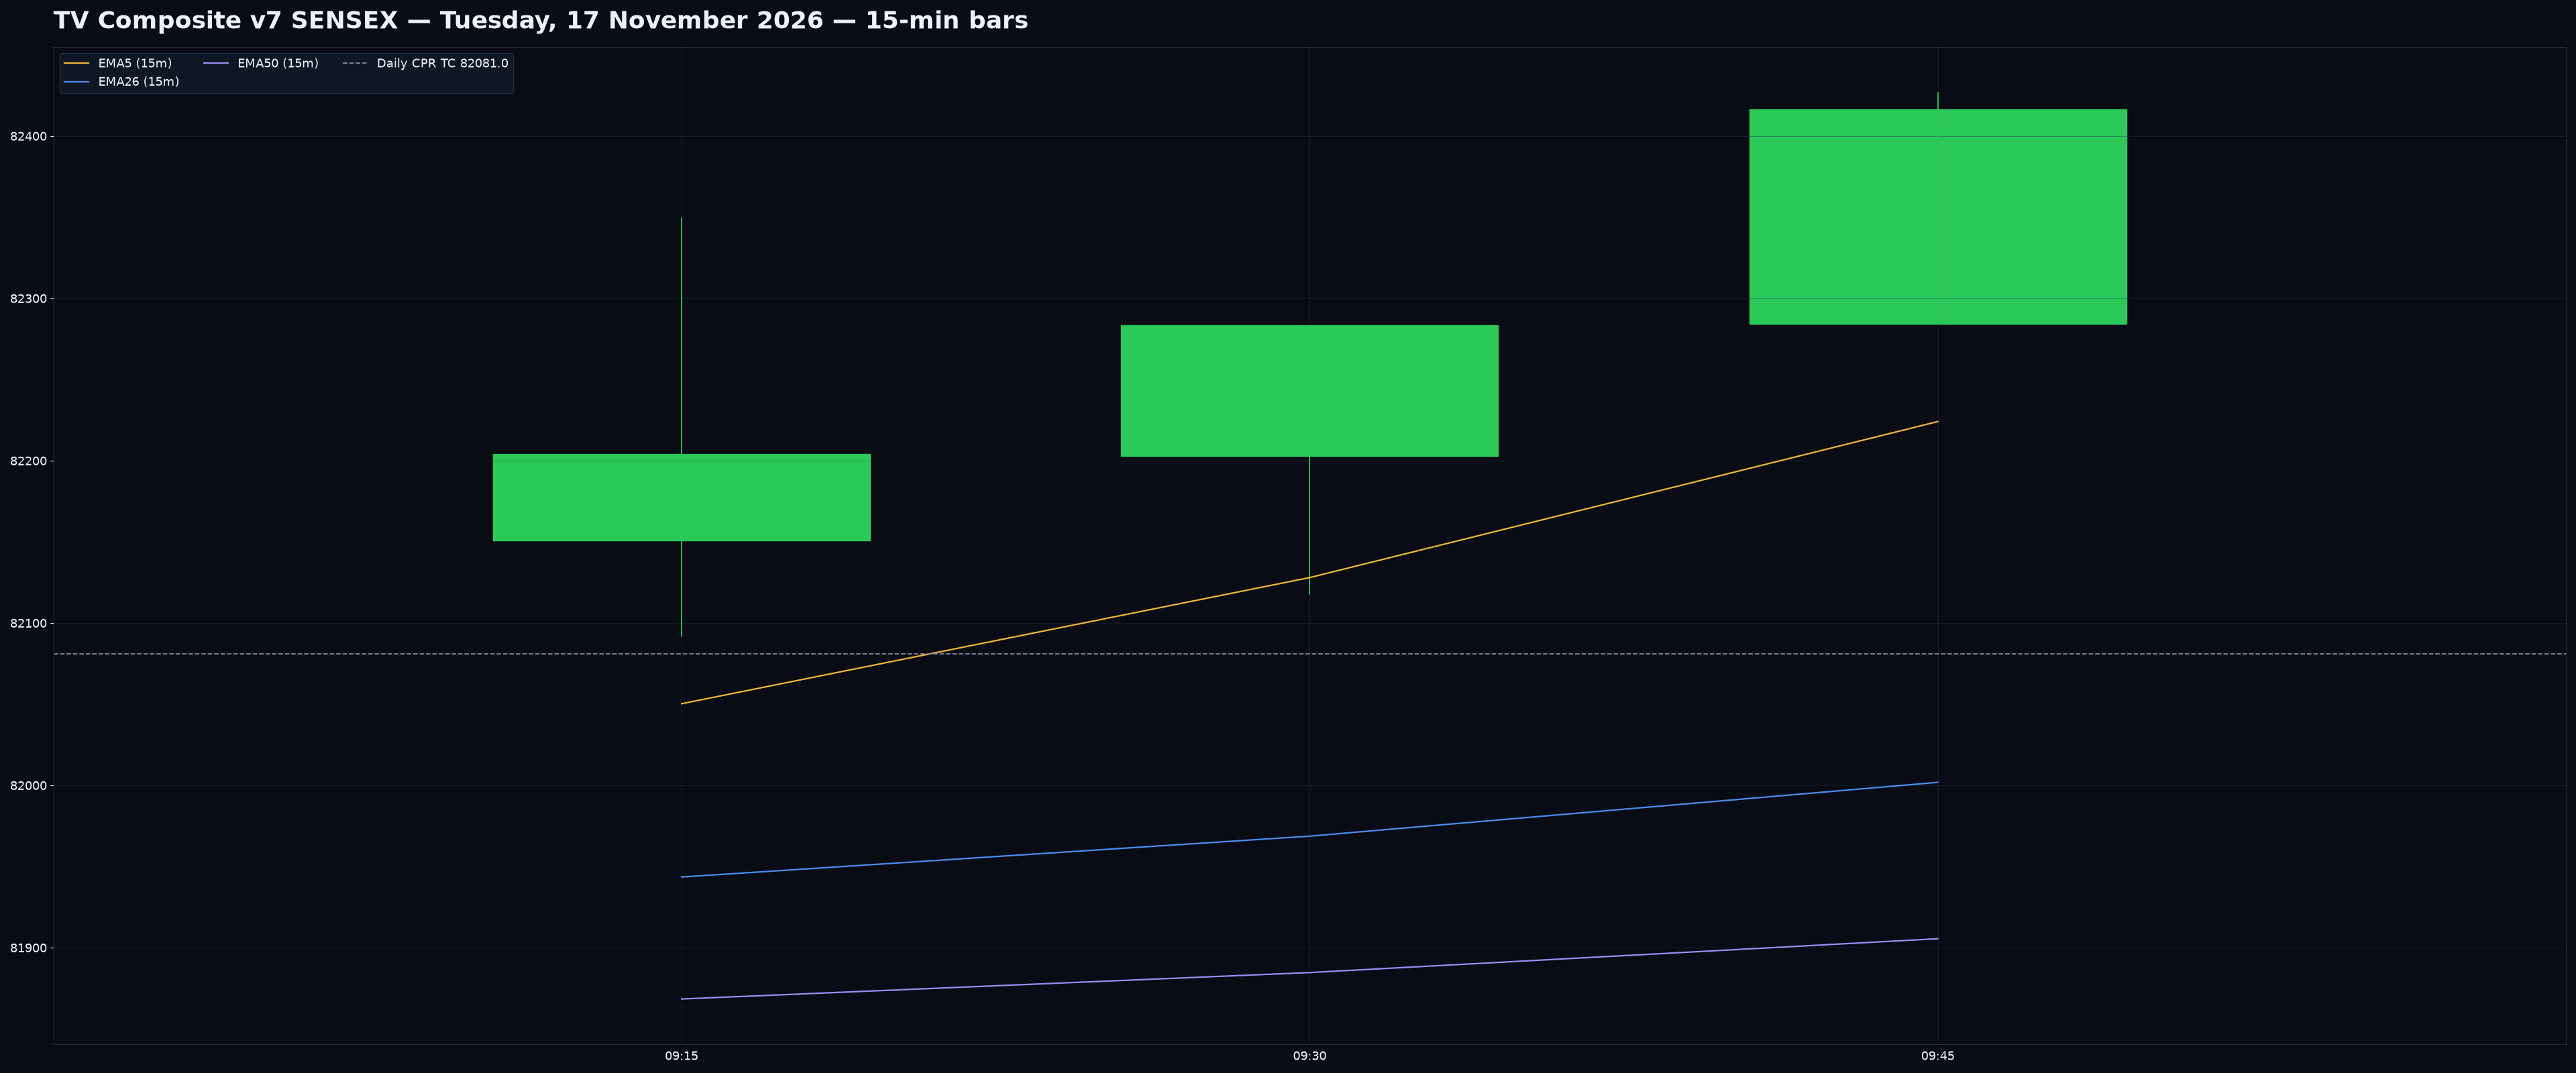 TV Composite v7 SENSEX — Tuesday, 17 November 2026 — 15-min bars
EMA5 (15m) EMA50 (15m) Daily CPR TC 82081.0
EMA26 (15m)
82400
82300
82200
82100
82000
81900
09:15 09:30 09:45